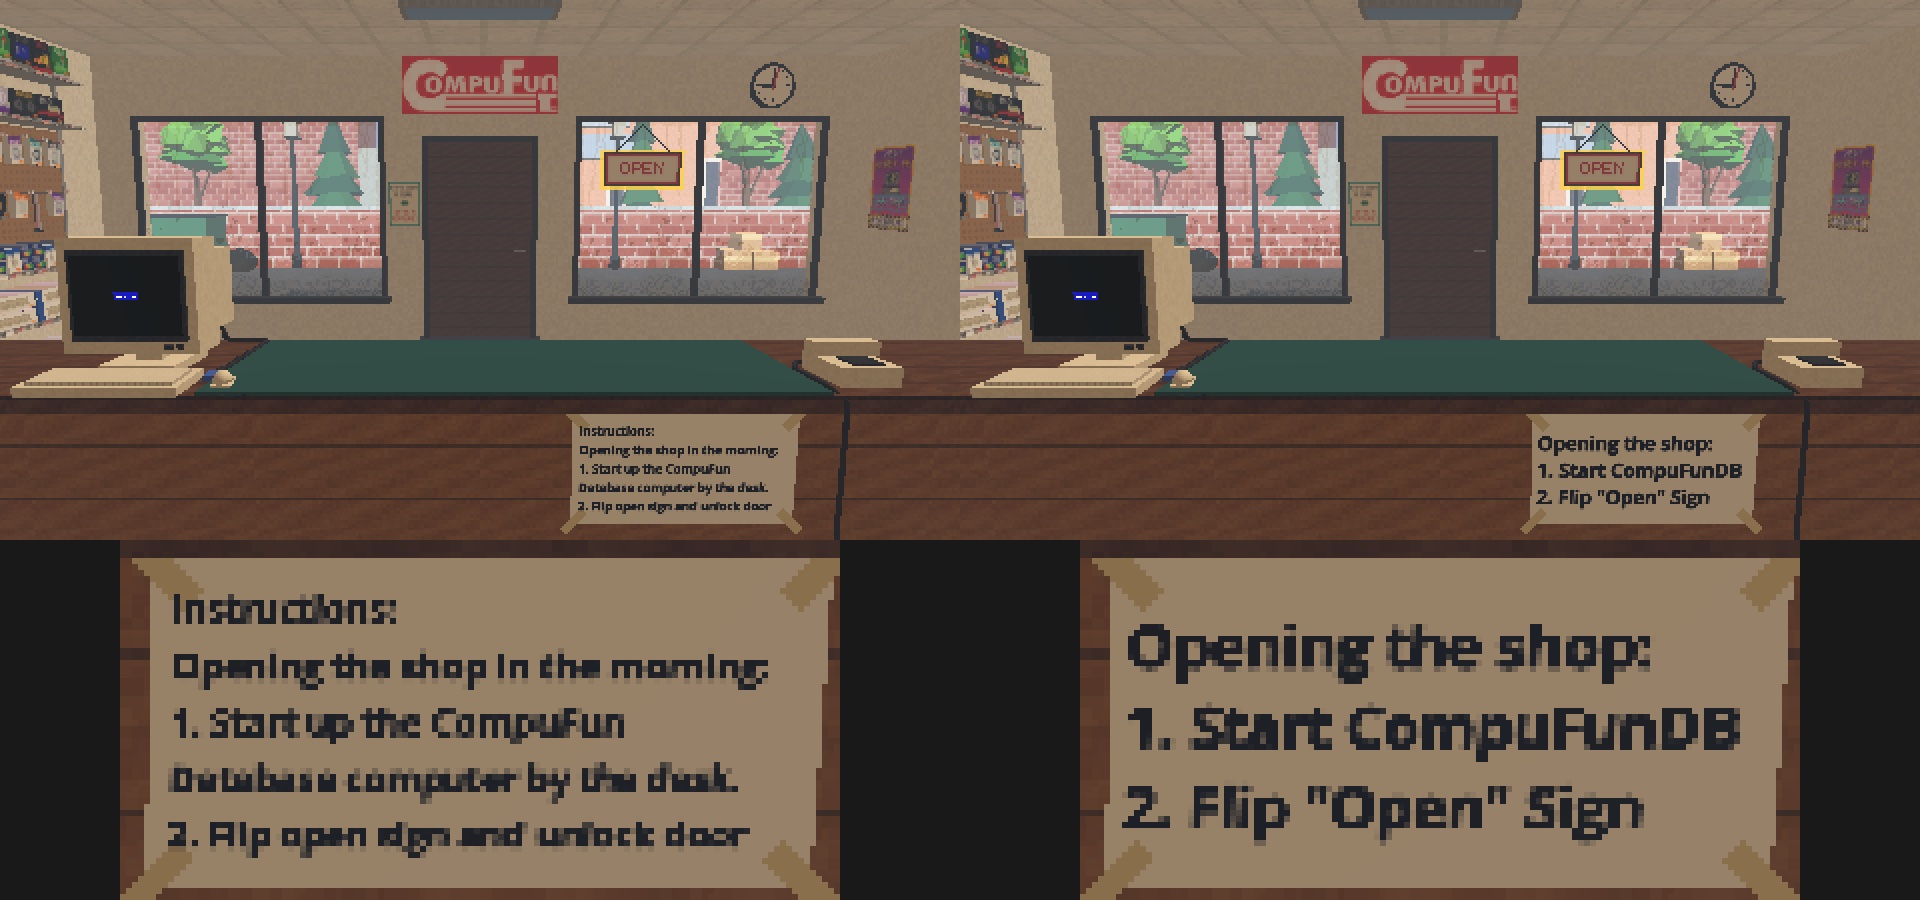 CompuFun
CompuFun
OPEN
OPEN
Instructions:
Opening the shop in the morning:
1. Start up the CompuFun
Database computer by the desk.
2. Flip open sign and unlock door
Opening the shop:
1. Start CompuFunDB
2. Flip "Open" Sign
Instructions:
Opening the shop in the morning:
1. Start up the CompuFun
Database computer by the desk.
2. Flip open sign and unlock door
Opening the shop:
1. Start CompuFunDB
2. Flip "Open" Sign